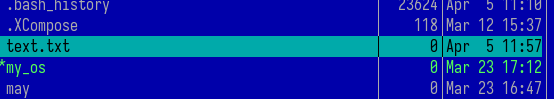 .bash_history 23624 Apr  5 11:10
.XCompose 118 Mar 12 15:37
text.txt 0 Apr  5 11:57
*my_os 0 Mar 23 17:12
may 0 Mar 23 16:47